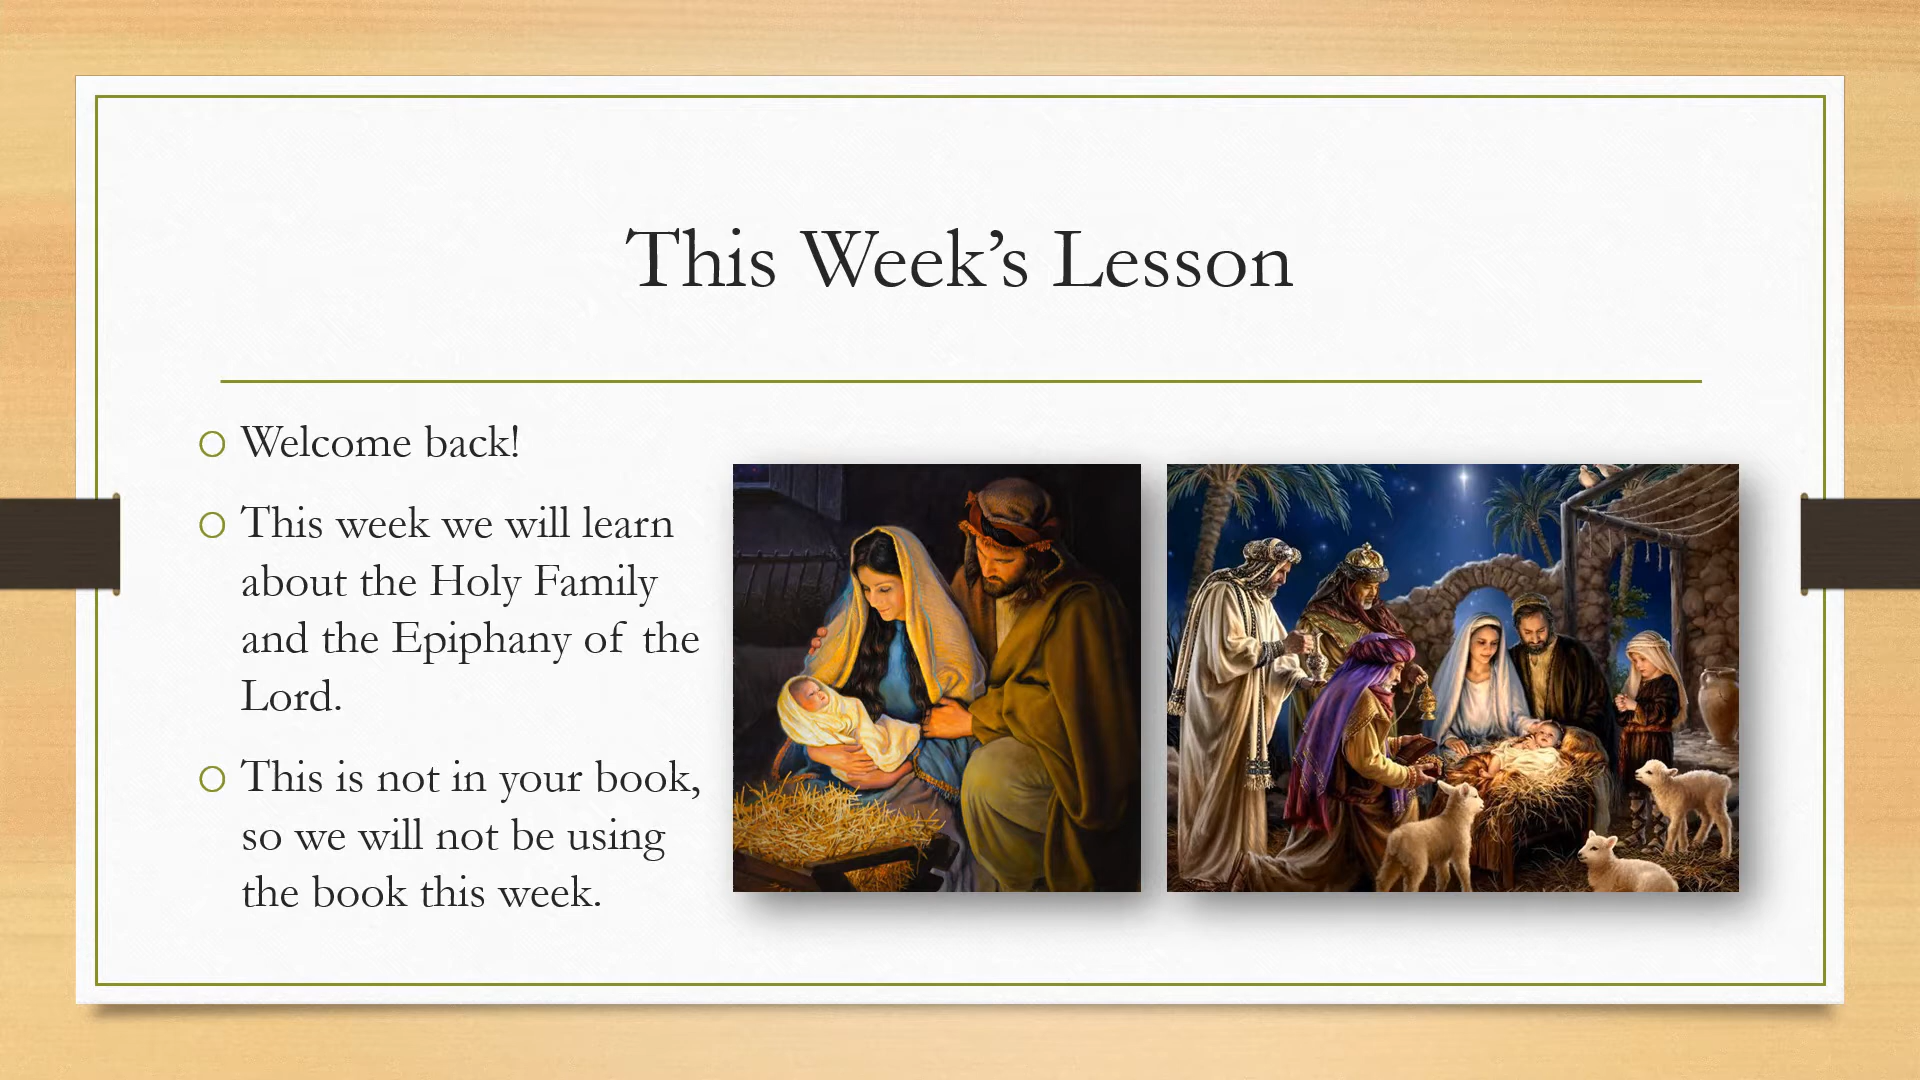 This Week’s Lesson
Welcome back!
This week we will learn
about the Holy Family
and the Epiphany of the
Lord.
This is not in your book,
so we will not be using
the book this week.